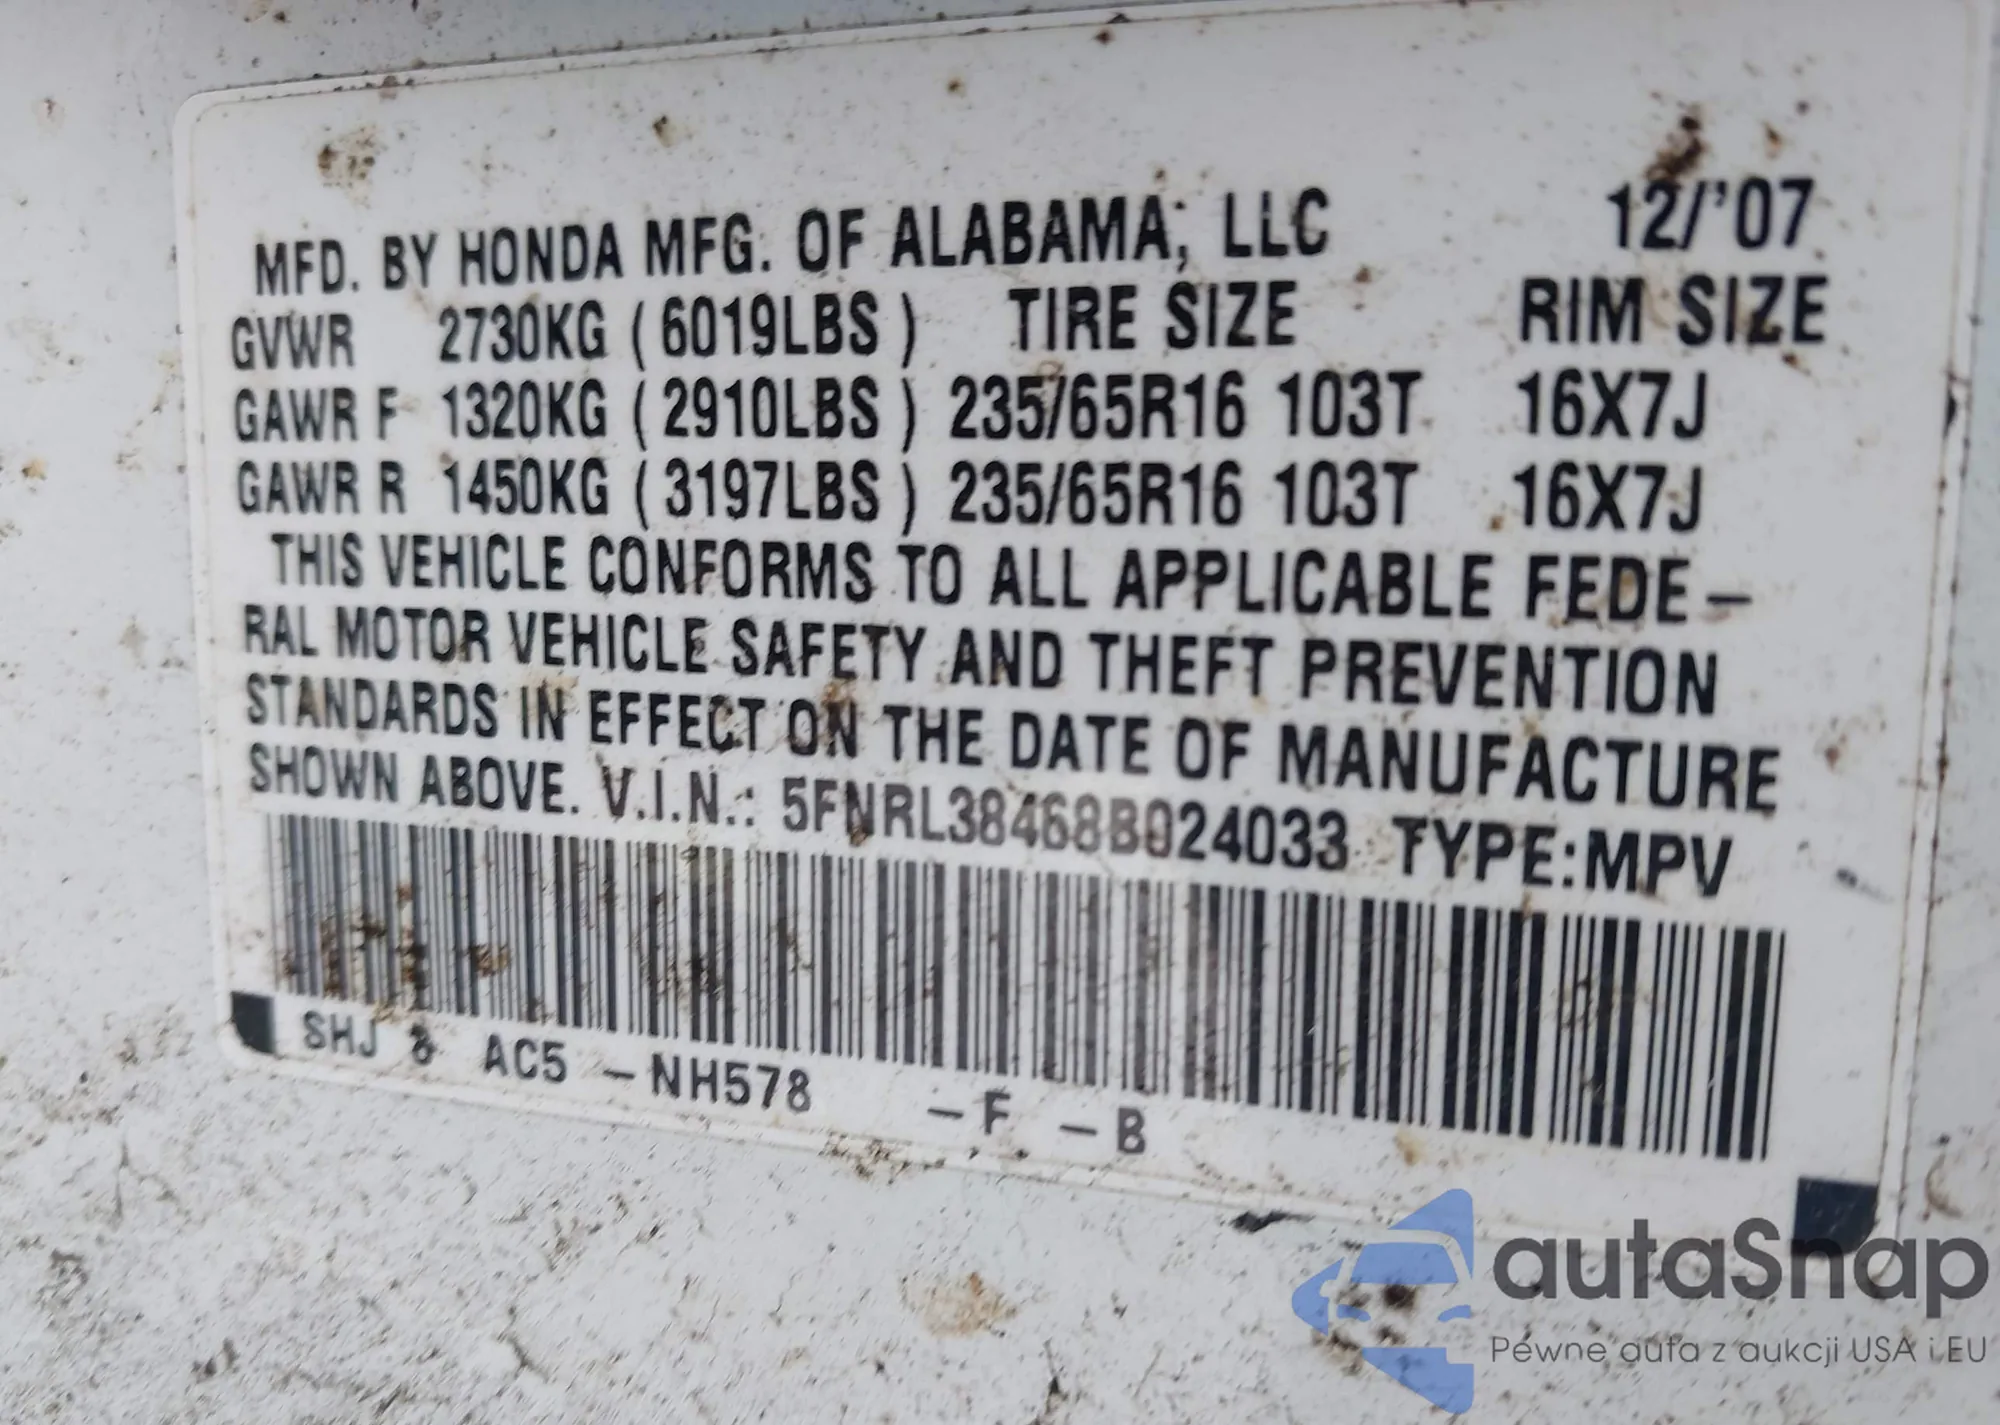 MFD. BY HONDA MFG. OF ALABAMA, LLC 12/'07
GVWR 2730KG (6019LBS) TIRE SIZE RIM SIZE
GAWR F 1320KG (2910LBS) 235/65R16 103T 16X7J
GAWR R 1450KG (3197LBS) 235/65R16 103T 16X7J
THIS VEHICLE CONFORMS TO ALL APPLICABLE FEDE-
RAL MOTOR VEHICLE SAFETY AND THEFT PREVENTION
STANDARDS IN EFFECT ON THE DATE OF MANUFACTURE
SHOWN ABOVE. V.I.N.: 5FNRL38468B024033 TYPE:MPV
SHJ 8 AC5 -NH578 -F -B
autaSnap
Pewne auta z aukcji USA i EU